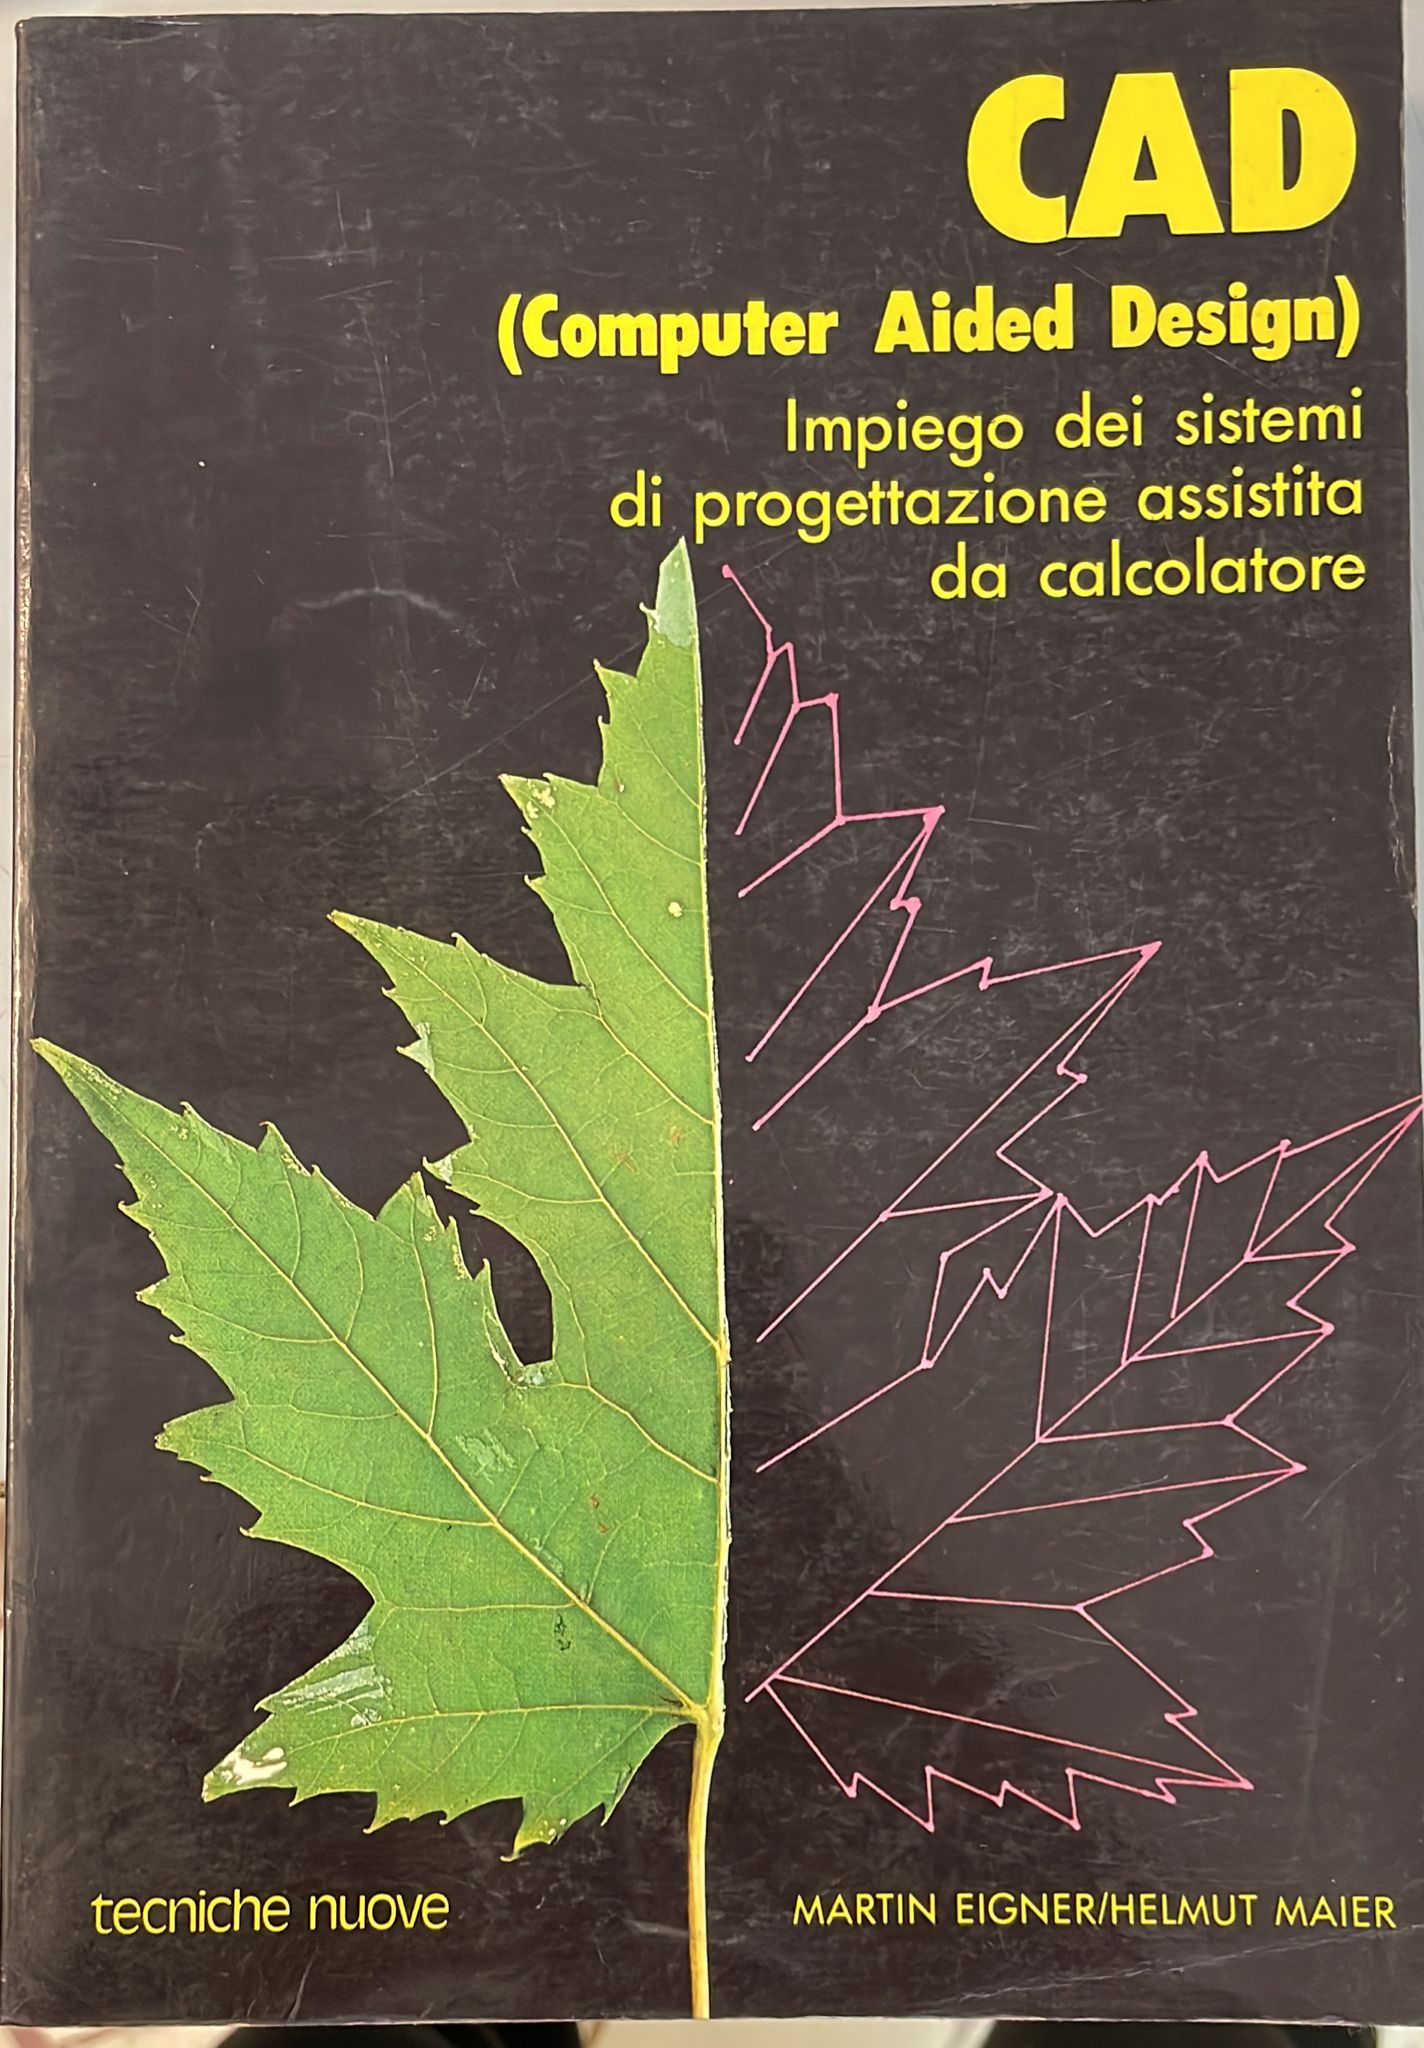 CAD
(Computer Aided Design)
Impiego dei sistemi
di progettazione assistita
da calcolatore
tecniche nuove
MARTIN EIGNER/HELMUT MAIER